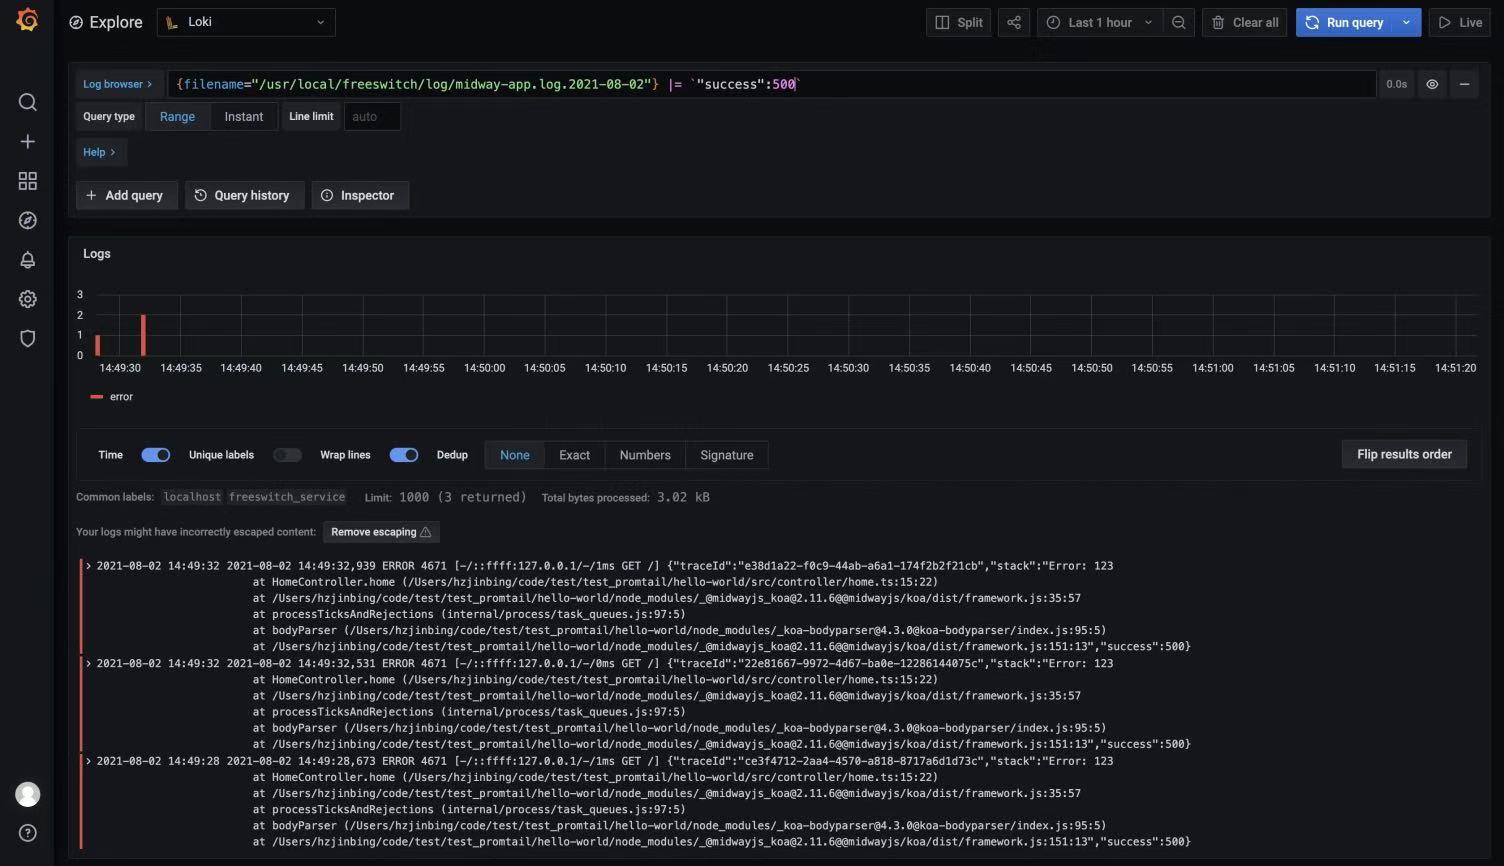 Explore Loki Split Last 1 hour Clear all Run query Live
Log browser > {filename="/usr/local/freeswitch/log/midway-app.log.2021-08-02"} |= `"success":500` 0.0s
Query type Range Instant Line limit auto
Help >
+ Add query Query history Inspector
Logs
3
2
1
0
14:49:30 14:49:35 14:49:40 14:49:45 14:49:50 14:49:55 14:50:00 14:50:05 14:50:10 14:50:15 14:50:20 14:50:25 14:50:30 14:50:35 14:50:40 14:50:45 14:50:50 14:50:55 14:51:00 14:51:05 14:51:10 14:51:15 14:51:20
error
Time Unique labels Wrap lines Dedup None Exact Numbers Signature Flip results order
Common labels: localhost freeswitch_service Limit: 1000 (3 returned) Total bytes processed: 3.02 kB
Your logs might have incorrectly escaped content: Remove escaping
> 2021-08-02 14:49:32 2021-08-02 14:49:32,939 ERROR 4671 [-/::ffff:127.0.0.1/-/1ms GET /] {"traceId":"e38d1a22-f0c9-44ab-a6a1-174f2b2f21cb","stack":"Error: 123
at HomeController.home (/Users/hzjinbing/code/test/test_promtail/hello-world/src/controller/home.ts:15:22)
at /Users/hzjinbing/code/test/test_promtail/hello-world/node_modules/_@midwayjs_koa@2.11.6@@midwayjs/koa/dist/framework.js:35:57
at processTicksAndRejections (internal/process/task_queues.js:97:5)
at bodyParser (/Users/hzjinbing/code/test/test_promtail/hello-world/node_modules/_koa-bodyparser@4.3.0@koa-bodyparser/index.js:95:5)
at /Users/hzjinbing/code/test/test_promtail/hello-world/node_modules/_@midwayjs_koa@2.11.6@@midwayjs/koa/dist/framework.js:151:13","success":500}
> 2021-08-02 14:49:32 2021-08-02 14:49:32,531 ERROR 4671 [-/::ffff:127.0.0.1/-/0ms GET /] {"traceId":"22e81667-9972-4d67-ba0e-12286144075c","stack":"Error: 123
at HomeController.home (/Users/hzjinbing/code/test/test_promtail/hello-world/src/controller/home.ts:15:22)
at /Users/hzjinbing/code/test/test_promtail/hello-world/node_modules/_@midwayjs_koa@2.11.6@@midwayjs/koa/dist/framework.js:35:57
at processTicksAndRejections (internal/process/task_queues.js:97:5)
at bodyParser (/Users/hzjinbing/code/test/test_promtail/hello-world/node_modules/_koa-bodyparser@4.3.0@koa-bodyparser/index.js:95:5)
at /Users/hzjinbing/code/test/test_promtail/hello-world/node_modules/_@midwayjs_koa@2.11.6@@midwayjs/koa/dist/framework.js:151:13","success":500}
> 2021-08-02 14:49:28 2021-08-02 14:49:28,673 ERROR 4671 [-/::ffff:127.0.0.1/-/1ms GET /] {"traceId":"ce3f4712-2aa4-4570-a818-8717a6d1d73c","stack":"Error: 123
at HomeController.home (/Users/hzjinbing/code/test/test_promtail/hello-world/src/controller/home.ts:15:22)
at /Users/hzjinbing/code/test/test_promtail/hello-world/node_modules/_@midwayjs_koa@2.11.6@@midwayjs/koa/dist/framework.js:35:57
at processTicksAndRejections (internal/process/task_queues.js:97:5)
at bodyParser (/Users/hzjinbing/code/test/test_promtail/hello-world/node_modules/_koa-bodyparser@4.3.0@koa-bodyparser/index.js:95:5)
at /Users/hzjinbing/code/test/test_promtail/hello-world/node_modules/_@midwayjs_koa@2.11.6@@midwayjs/koa/dist/framework.js:151:13","success":500}